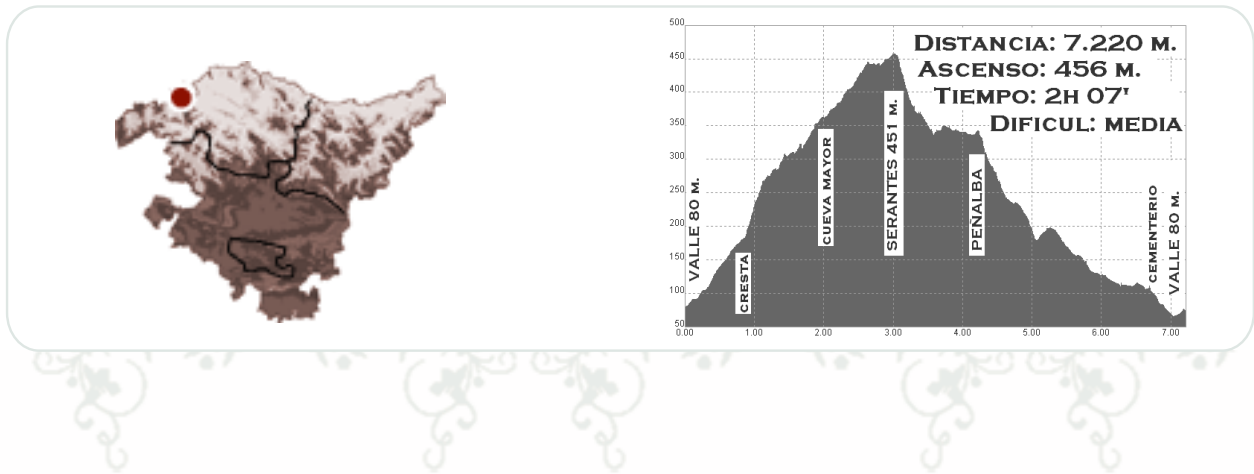 DISTANCIA: 7.220 M.
ASCENSO: 456 M.
TIEMPO: 2H 07'
DIFICUL: MEDIA
500
450
400
350
300
250
200
150
100
50
VALLE 80 M.
CRESTA
CUEVA MAYOR
SERANTES 451 M.
PEÑALBA
CEMENTERIO
VALLE 80 M.
0.00 1.00 2.00 3.00 4.00 5.00 6.00 7.00